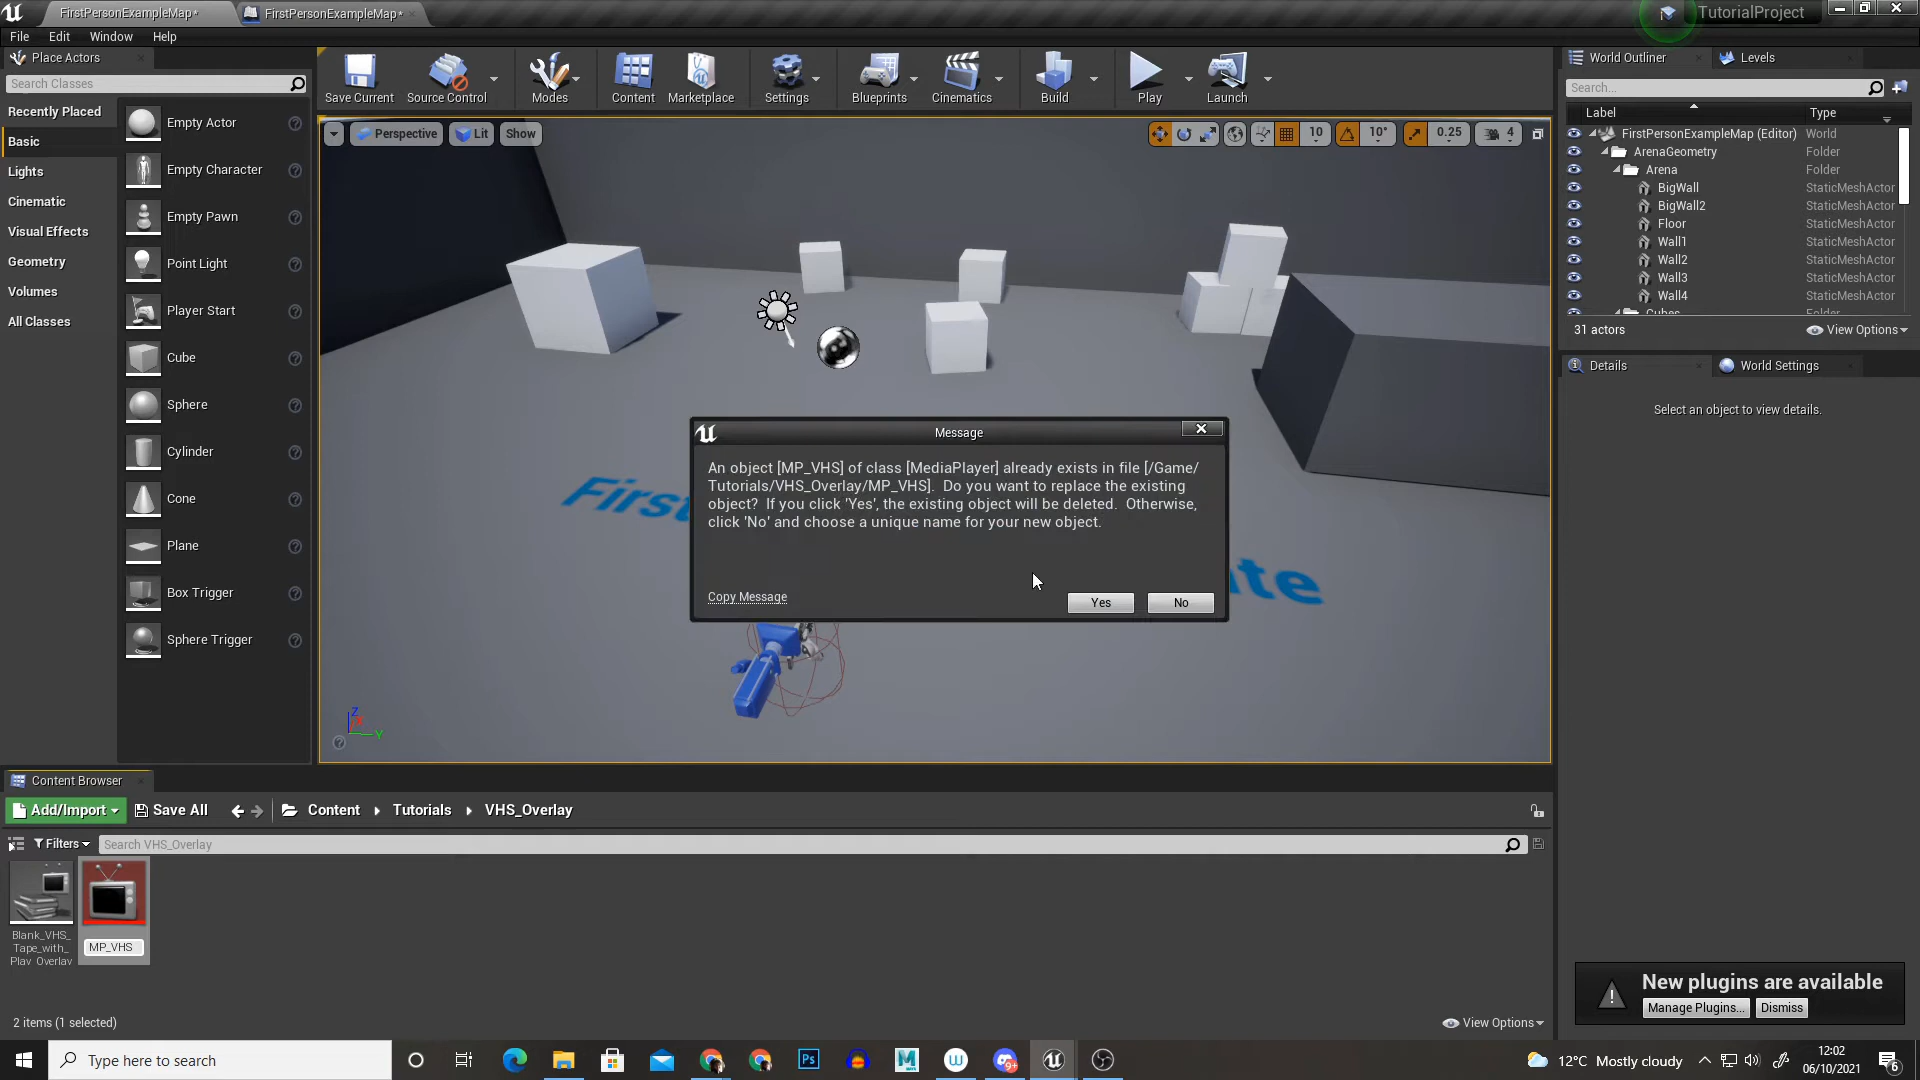 FirstPersonExampleMap*
FirstPersonExampleMap*
TutorialProject
File
Edit
Window
Help
Place Actors
World Outliner
Levels
Search Classes
Save Current
Source Control
Modes
Content
Marketplace
Settings
Blueprints
Cinematics
Build
Play
Launch
Search...
Label
Type
Recently Placed
Basic
Lights
Cinematic
Visual Effects
Geometry
Volumes
All Classes
Empty Actor
Empty Character
Empty Pawn
Point Light
Player Start
Cube
Sphere
Cylinder
Cone
Plane
Box Trigger
Sphere Trigger
Perspective
Lit
Show
10
10°
0.25
4
FirstPersonExampleMap (Editor) World
ArenaGeometry Folder
Arena Folder
BigWall StaticMeshActor
BigWall2 StaticMeshActor
Floor StaticMeshActor
Wall1 StaticMeshActor
Wall2 StaticMeshActor
Wall3 StaticMeshActor
Wall4 StaticMeshActor
Cubes Folder
31 actors
View Options
Details
World Settings
Select an object to view details.
Message
An object [MP_VHS] of class [MediaPlayer] already exists in file [/Game/
Tutorials/VHS_Overlay/MP_VHS]. Do you want to replace the existing
object? If you click 'Yes', the existing object will be deleted. Otherwise,
click 'No' and choose a unique name for your new object.
Copy Message
Yes
No
Z
Y
Content Browser
Add/Import
Save All
Content
Tutorials
VHS_Overlay
Filters
Search VHS_Overlay
Blank_VHS_
Tape_with_
Play_Overlay
MP_VHS
2 items (1 selected)
View Options
New plugins are available
Manage Plugins...
Dismiss
Type here to search
Ps
M
W
9+
12°C Mostly cloudy
12:02
06/10/2021
6